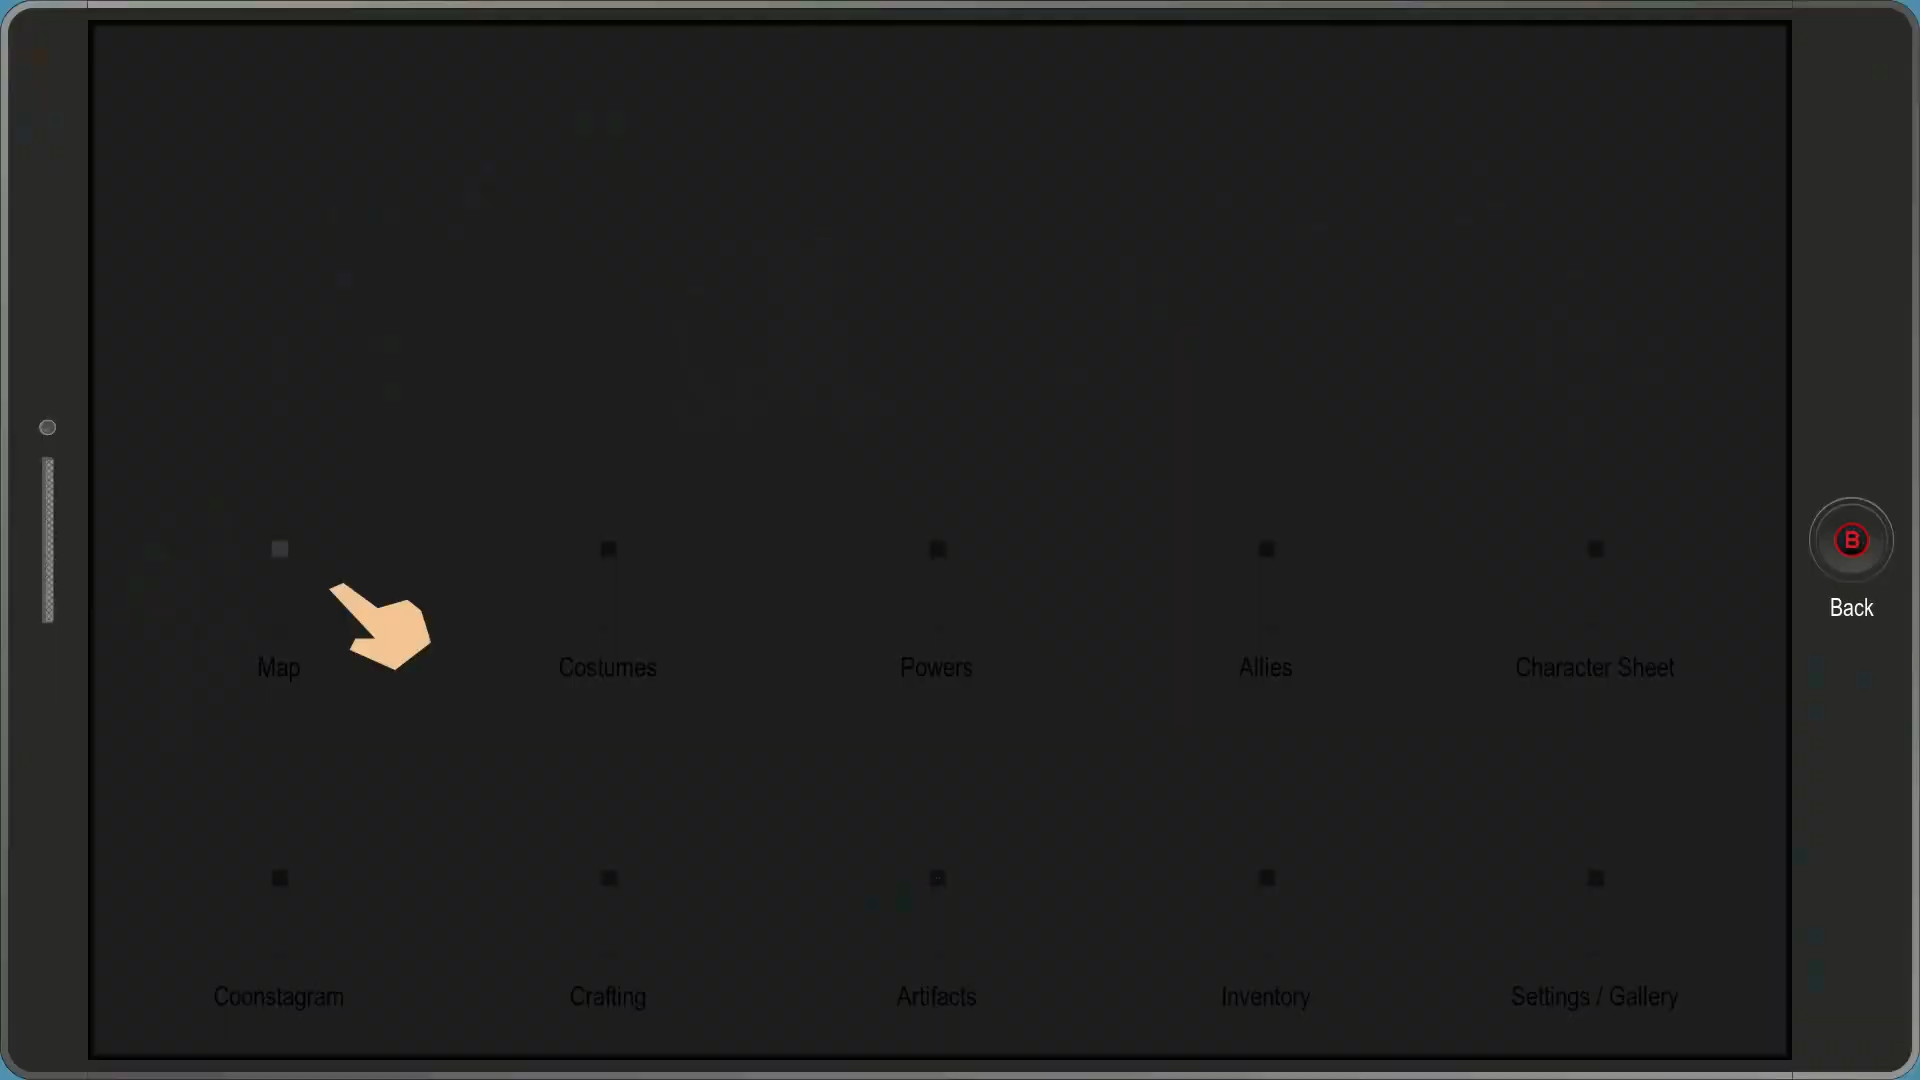 B
Back
Map
Costumes
Powers
Allies
Character Sheet
Coonstagram
Crafting
Artifacts
Inventory
Settings / Gallery